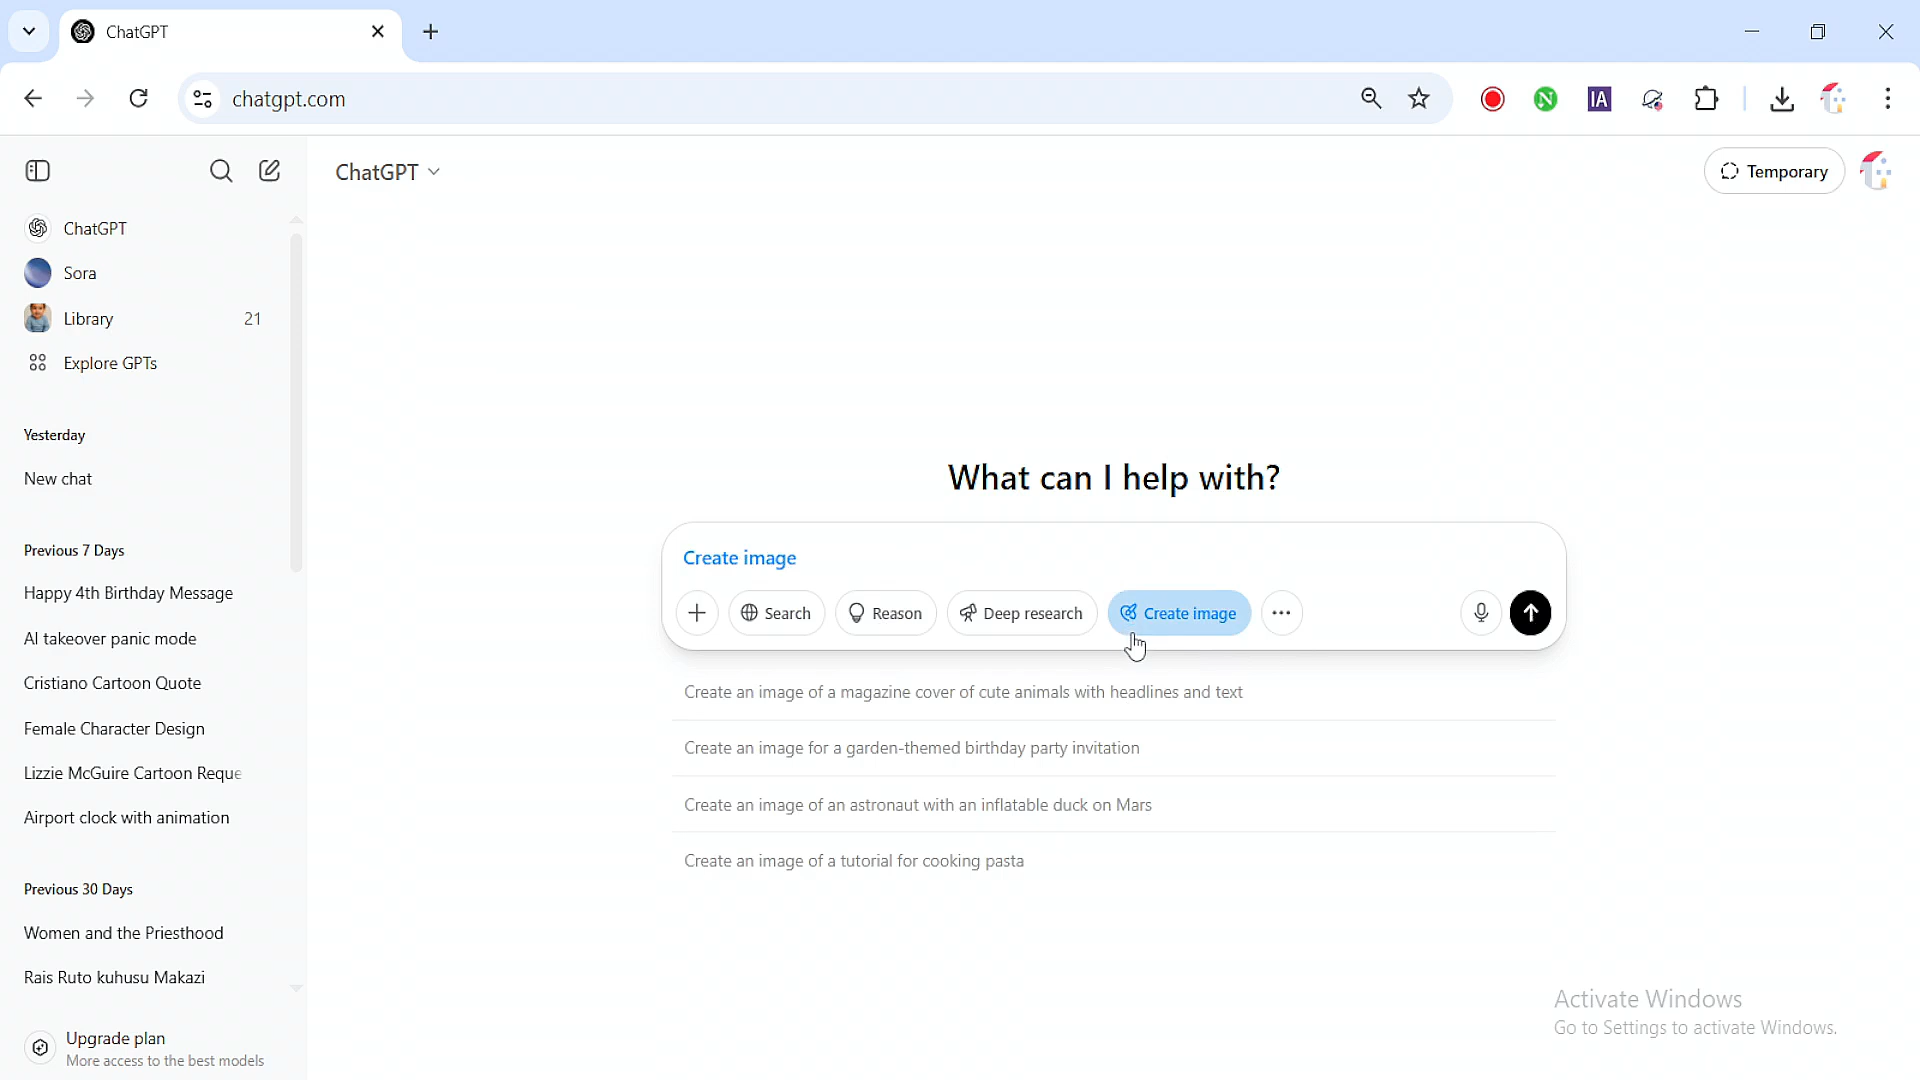 ChatGPT
chatgpt.com
IA
ChatGPT
Temporary
ChatGPT
Sora
Library 21
Explore GPTs
Yesterday
New chat
Previous 7 Days
Happy 4th Birthday Message
AI takeover panic mode
Cristiano Cartoon Quote
Female Character Design
Lizzie McGuire Cartoon Reque
Airport clock with animation
Previous 30 Days
Women and the Priesthood
Rais Ruto kuhusu Makazi
Upgrade plan
More access to the best models
What can I help with?
Create image
Search Reason Deep research Create image
Create an image of a magazine cover of cute animals with headlines and text
Create an image for a garden-themed birthday party invitation
Create an image of an astronaut with an inflatable duck on Mars
Create an image of a tutorial for cooking pasta
Activate Windows
Go to Settings to activate Windows.